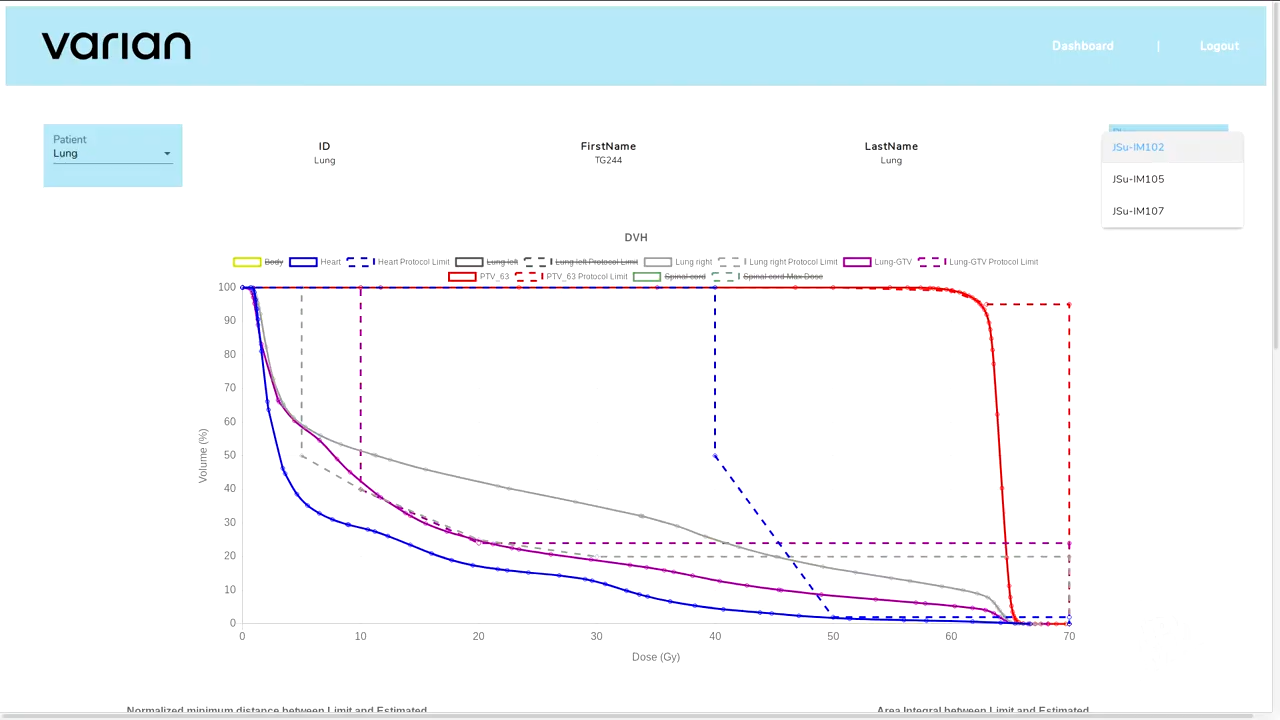 varian
Dashboard | Logout
Patient
Lung
ID
Lung
FirstName
TG244
LastName
Lung
JSu-IM102
JSu-IM105
JSu-IM107
DVH
Body Heart Heart Protocol Limit Lung left Lung left Protocol Limit Lung right Lung right Protocol Limit Lung-GTV Lung-GTV Protocol Limit
PTV_63 PTV_63 Protocol Limit Spinal cord Spinal cord Max Dose
100
90
80
70
60
50
40
30
20
10
0
Volume (%)
0 10 20 30 40 50 60 70
Dose (Gy)
Normalized minimum distance between Limit and Estimated
Area Integral between Limit and Estimated